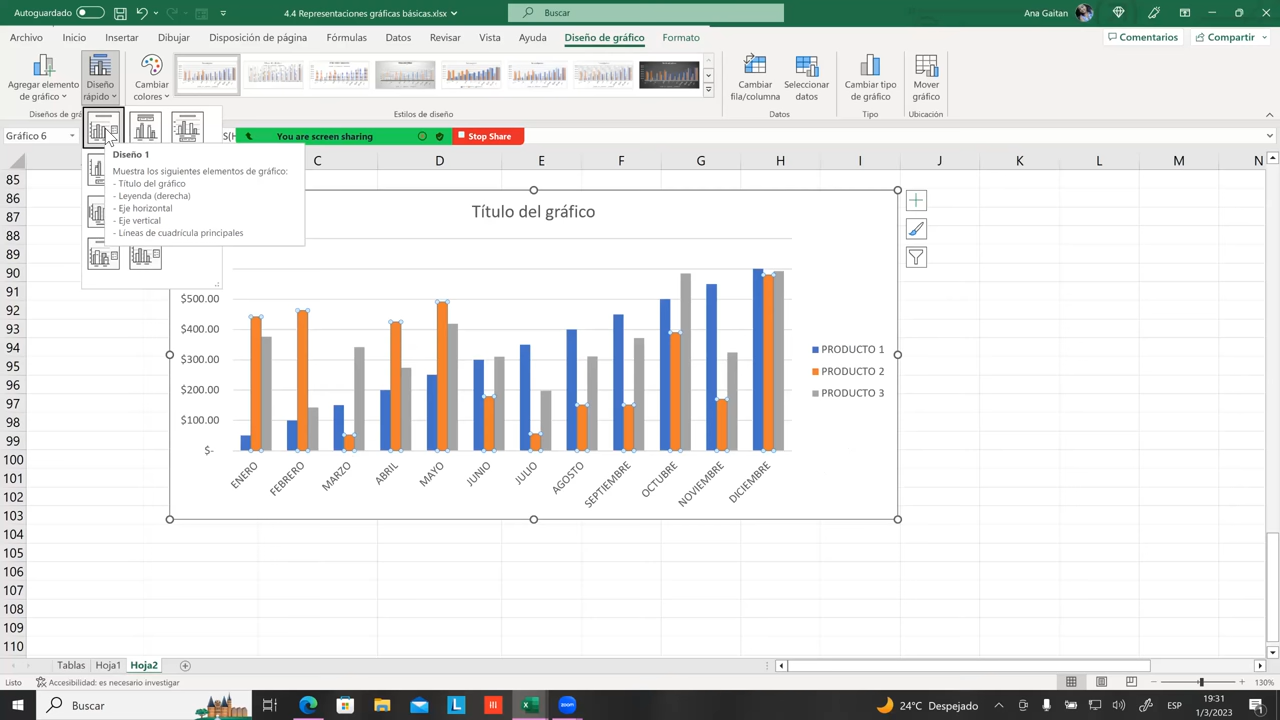 Autoguardado
4.4 Representaciones gráficas básicas.xlsx
Buscar
Ana Gaitan
Archivo
Inicio
Insertar
Dibujar
Disposición de página
Fórmulas
Datos
Revisar
Vista
Ayuda
Diseño de gráfico
Formato
Comentarios
Compartir
Agregar elemento
de gráfico
Diseño
rápido
Cambiar
colores
Cambiar
fila/columna
Seleccionar
datos
Cambiar tipo
de gráfico
Mover
gráfico
Diseños de grá
Estilos de diseño
Datos
Tipo
Ubicación
Gráfico 6
S(H
You are screen sharing
Stop Share
Diseño 1
Muestra los siguientes elementos de gráfico:
- Título del gráfico
- Leyenda (derecha)
- Eje horizontal
- Eje vertical
- Líneas de cuadrícula principales
C D E F G H I J K L M N
85
86
87
88
89
90
91
92
93
94
95
96
97
98
99
100
101
102
103
104
105
106
107
108
109
110
Título del gráfico
$500.00
$400.00
$300.00
$200.00
$100.00
$-
ENERO
FEBRERO
MARZO
ABRIL
MAYO
JUNIO
JULIO
AGOSTO
SEPTIEMBRE
OCTUBRE
NOVIEMBRE
DICIEMBRE
PRODUCTO 1
PRODUCTO 2
PRODUCTO 3
Tablas
Hoja1
Hoja2
Listo
Accesibilidad: es necesario investigar
130%
Buscar
24°C Despejado
ESP
19:31
1/3/2023